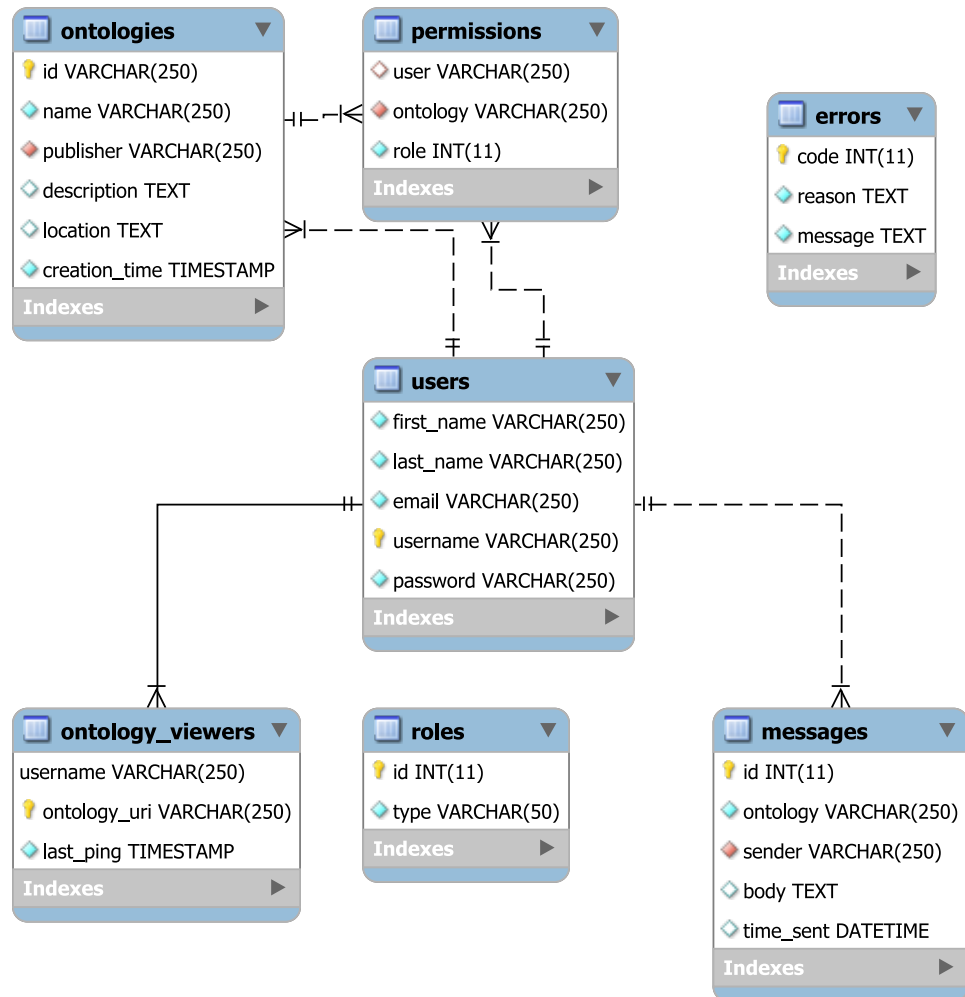 ontologies
id VARCHAR(250)
name VARCHAR(250)
publisher VARCHAR(250)
description TEXT
location TEXT
creation_time TIMESTAMP
Indexes
permissions
user VARCHAR(250)
ontology VARCHAR(250)
role INT(11)
Indexes
errors
code INT(11)
reason TEXT
message TEXT
Indexes
users
first_name VARCHAR(250)
last_name VARCHAR(250)
email VARCHAR(250)
username VARCHAR(250)
password VARCHAR(250)
Indexes
ontology_viewers
username VARCHAR(250)
ontology_uri VARCHAR(250)
last_ping TIMESTAMP
Indexes
roles
id INT(11)
type VARCHAR(50)
Indexes
messages
id INT(11)
ontology VARCHAR(250)
sender VARCHAR(250)
body TEXT
time_sent DATETIME
Indexes